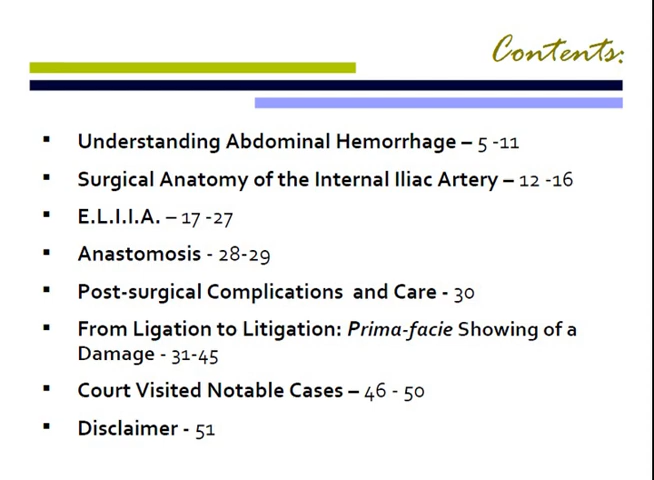 Contents:
▪ Understanding Abdominal Hemorrhage – 5 -11
▪ Surgical Anatomy of the Internal Iliac Artery – 12 -16
▪ E.L.I.I.A. – 17 -27
▪ Anastomosis - 28-29
▪ Post-surgical Complications and Care - 30
▪ From Ligation to Litigation: Prima-facie Showing of a
Damage - 31-45
▪ Court Visited Notable Cases – 46 - 50
▪ Disclaimer - 51